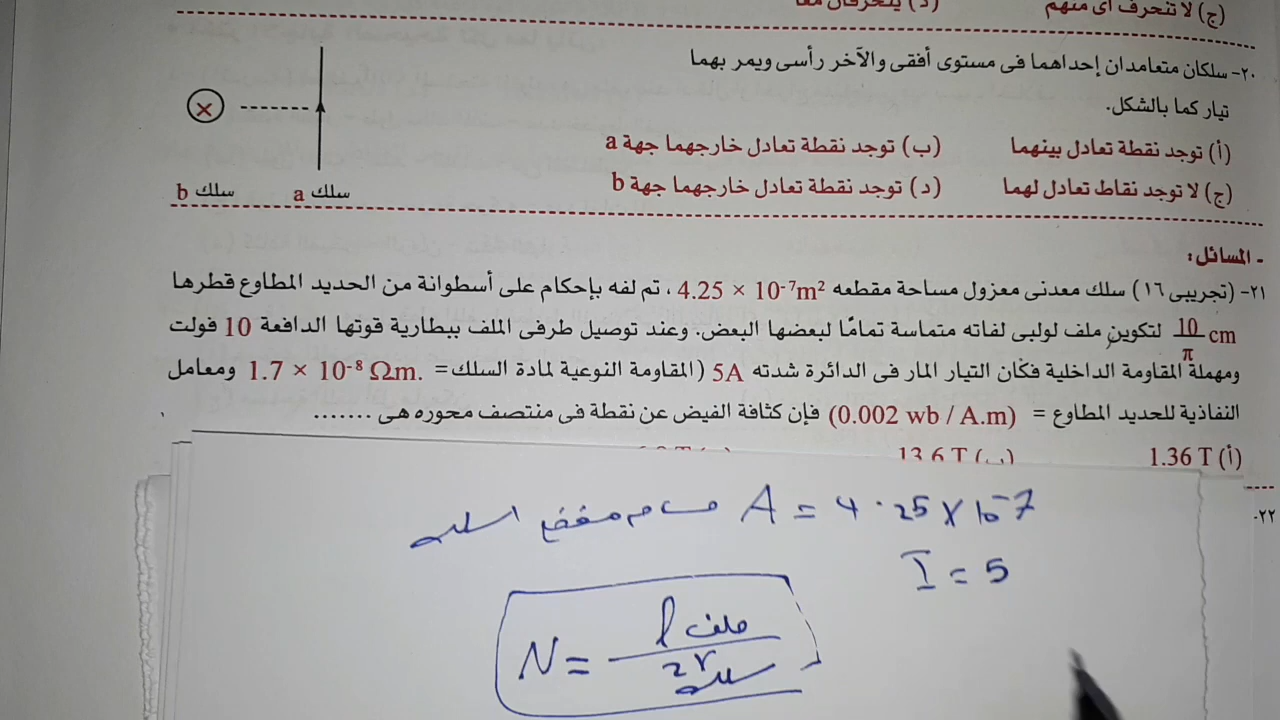 (ج) لا تنحرف أى منهم (د) ينحرفان معًا
٢٠- سلكان متعامدان إحداهما فى مستوى أفقى والآخر رأسى ويمر بهما
تيار كما بالشكل.
(أ) توجد نقطة تعادل بينهما (ب) توجد نقطة تعادل خارجهما جهة a
(ج) لا توجد نقاط تعادل لهما (د) توجد نقطة تعادل خارجهما جهة b
سلك a سلك b
- المسائل:
٢١- (تجريبى ١٦) سلك معدنى معزول مساحة مقطعه 4.25 × 10⁻⁷m²، تم لفه بإحكام على أسطوانة من الحديد المطاوع قطرها
10/π cm لتكوين ملف لولبى لفاته متماسة تمامًا لبعضها البعض، وعند توصيل طرفى الملف ببطارية قوتها الدافعة 10 فولت
ومهملة المقاومة الداخلية فكان التيار المار فى الدائرة شدته 5A (المقاومة النوعية لمادة السلك= 1.7 × 10⁻⁸ Ωm. ومعامل
النفاذية للحديد المطاوع = (0.002 wb / A.m) فإن كثافة الفيض عن نقطة فى منتصف محوره هى .......
(أ) 1.36 T (ب) 13.6 T
٢٢-
A = 4.25 × 10⁻⁷
I = 5
N = l ملف / 2r سلك